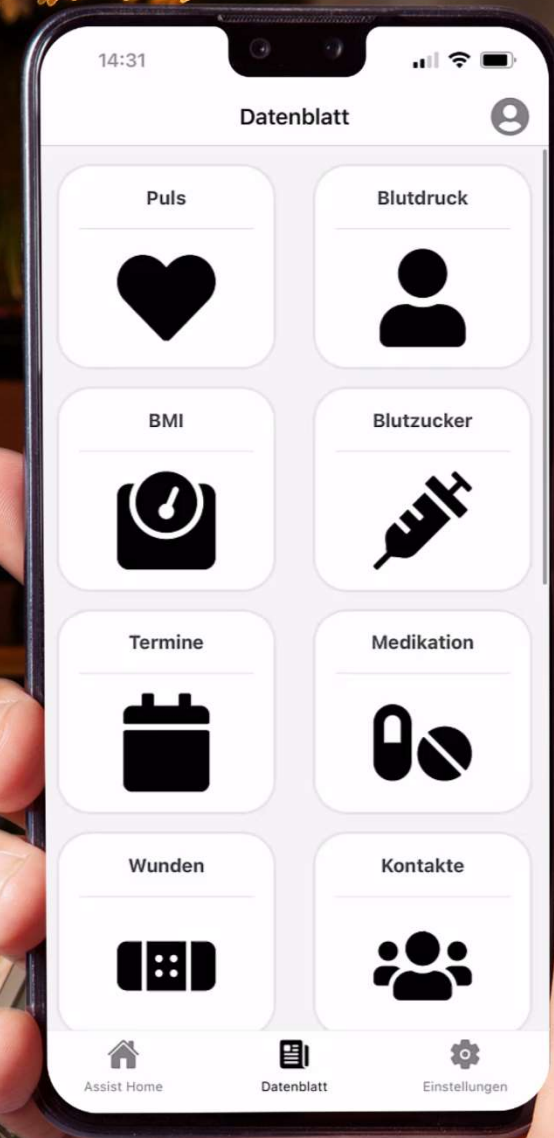 14:31
Datenblatt
Puls
Blutdruck
BMI
Blutzucker
Termine
Medikation
Wunden
Kontakte
Assist Home
Datenblatt
Einstellungen